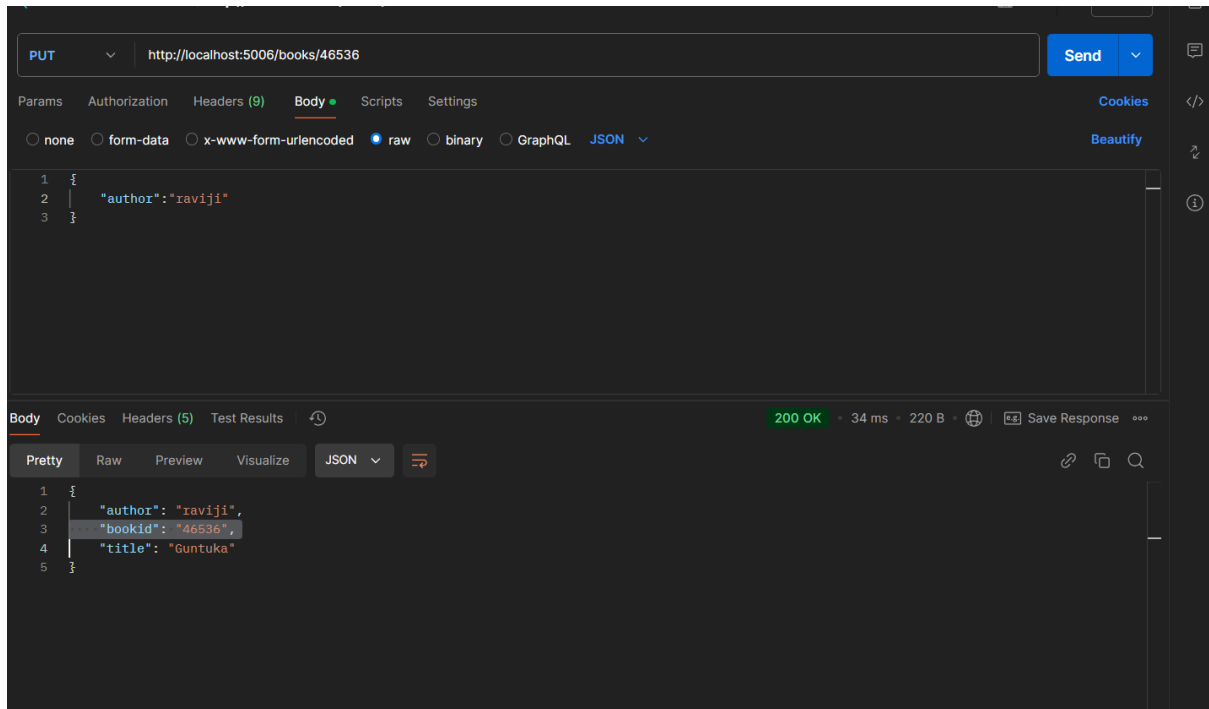 PUT http://localhost:5006/books/46536 Send
Params Authorization Headers (9) Body Scripts Settings Cookies
none form-data x-www-form-urlencoded raw binary GraphQL JSON Beautify
1 {
2 "author":"raviji"
3 }
Body Cookies Headers (5) Test Results 200 OK 34 ms 220 B e.g. Save Response
Pretty Raw Preview Visualize JSON
1 {
2 "author": "raviji",
3 "bookid": "46536",
4 "title": "Guntuka"
5 }